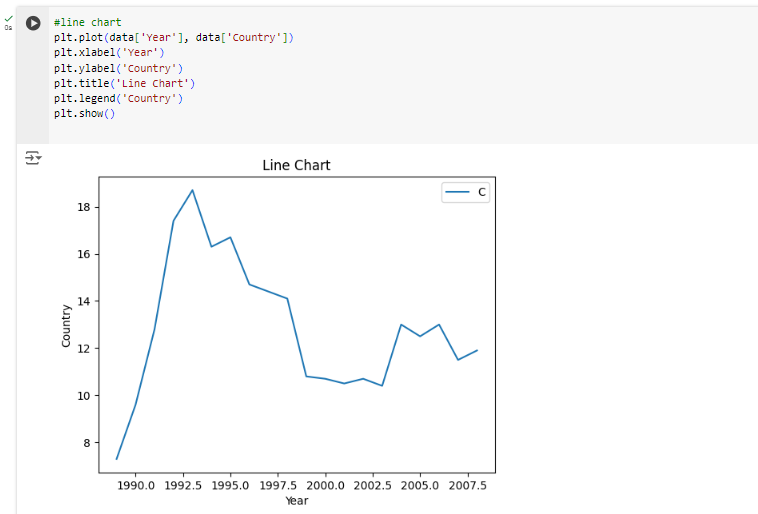 #line chart
0s
plt.plot(data['Year'], data['Country'])
plt.xlabel('Year')
plt.ylabel('Country')
plt.title('Line Chart')
plt.legend('Country')
plt.show()
Line Chart
C
18
16
14
12
10
8
Country
1990.0 1992.5 1995.0 1997.5 2000.0 2002.5 2005.0 2007.5
Year